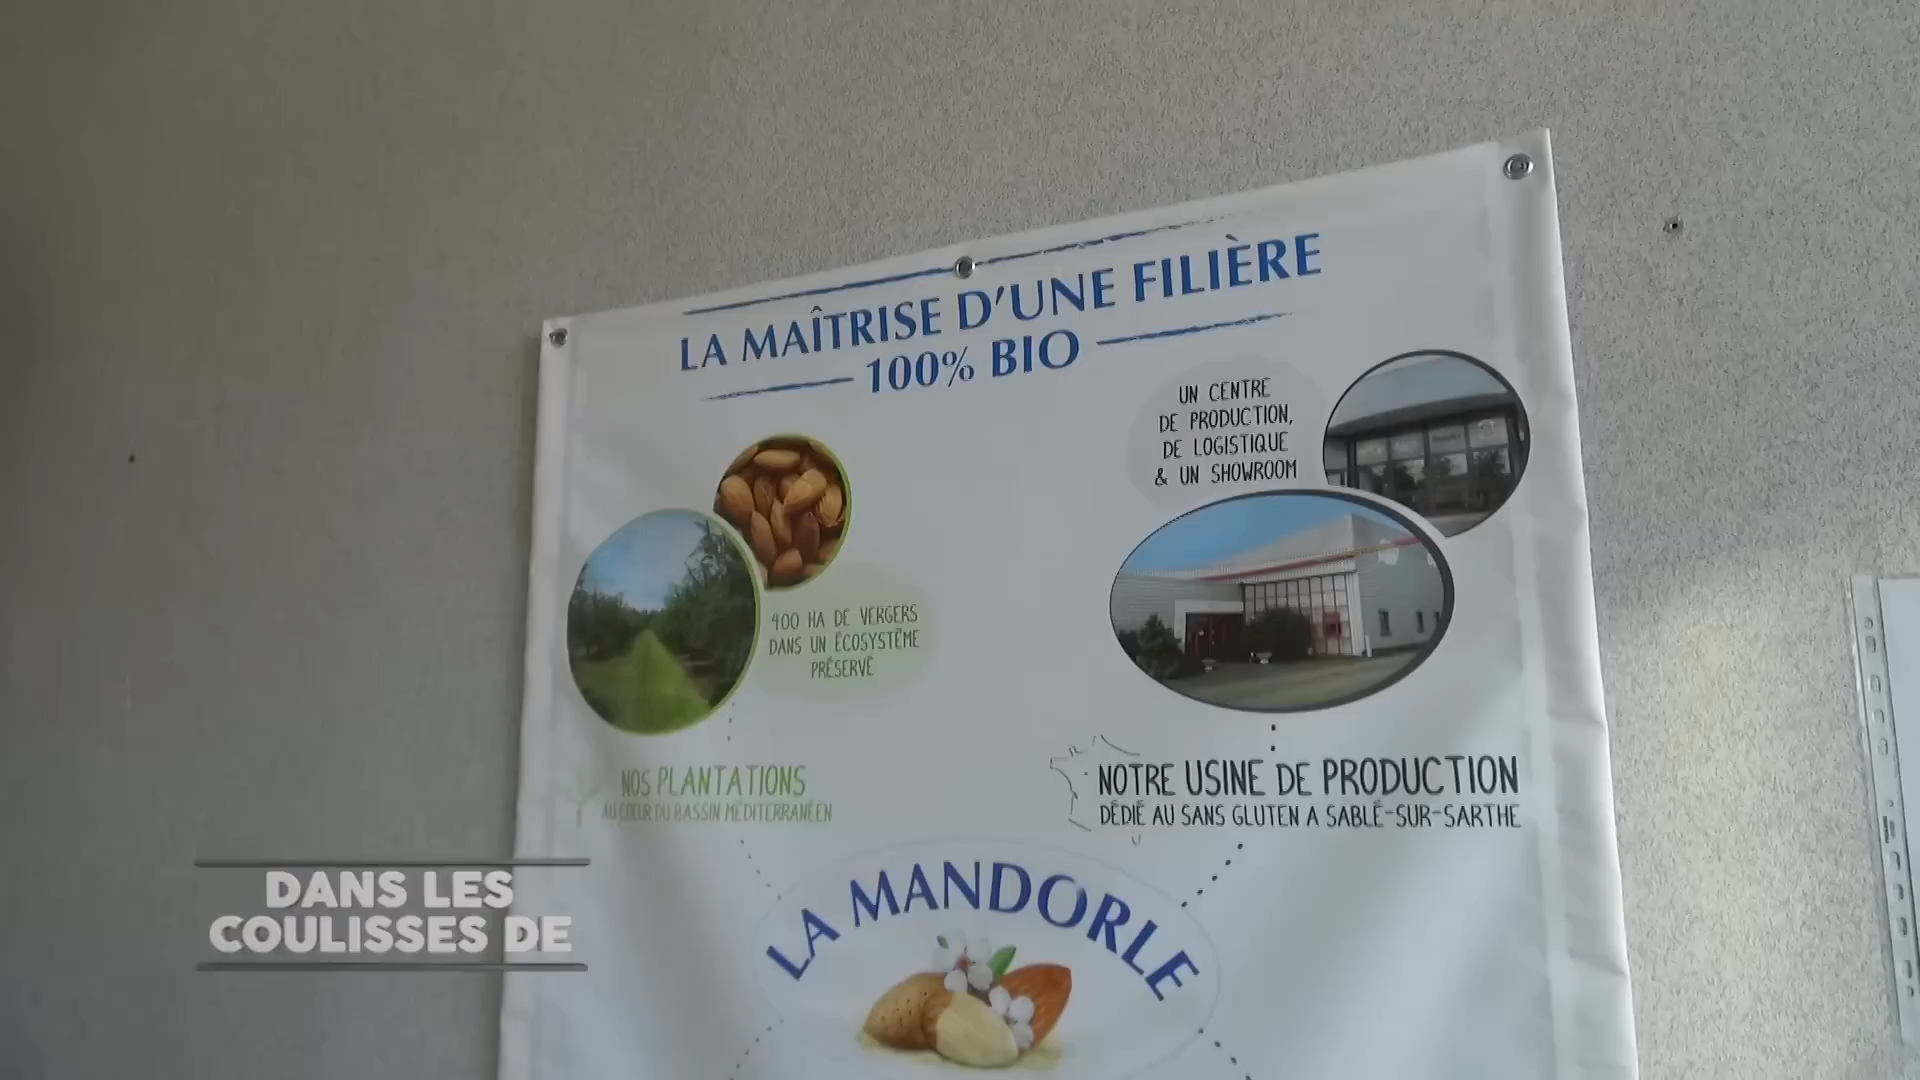 LA MAÎTRISE D'UNE FILIÈRE
100% BIO
UN CENTRE
DE PRODUCTION,
DE LOGISTIQUE
& UN SHOWROOM
400 HA DE VERGERS
DANS UN ÉCOSYSTÈME
PRÉSERVÉ
NOS PLANTATIONS
AU COEUR DU BASSIN MÉDITERRANÉEN
NOTRE USINE DE PRODUCTION
DÉDIÉ AU SANS GLUTEN A SABLÉ-SUR-SARTHE
LA MANDORLE
DANS LES
COULISSES DE